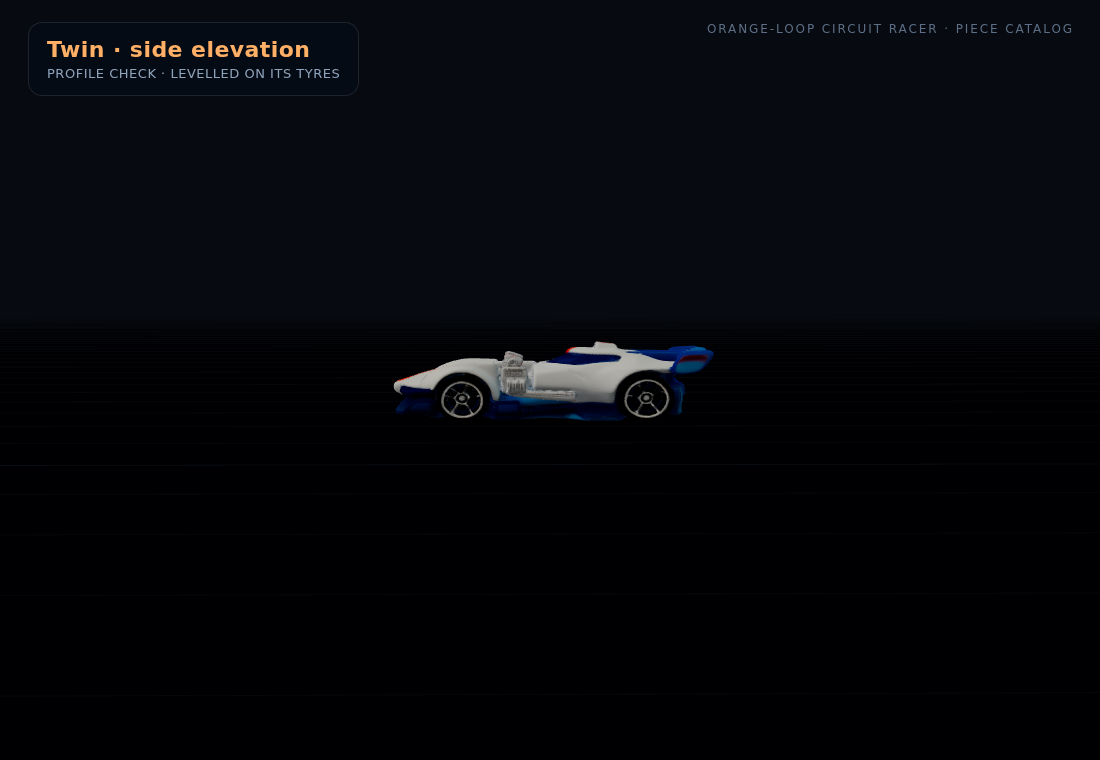 Twin · side elevation
PROFILE CHECK · LEVELLED ON ITS TYRES
ORANGE-LOOP CIRCUIT RACER · PIECE CATALOG